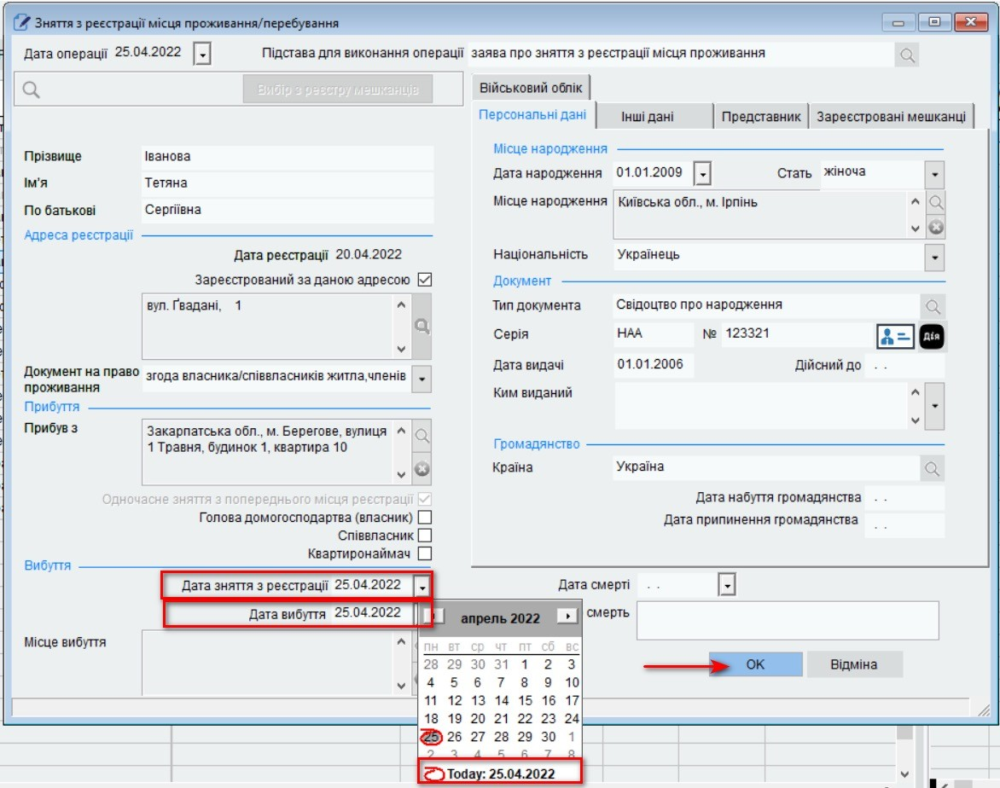 Зняття з реєстрації місця проживання/перебування
Дата операції 25.04.2022
Підстава для виконання операції заява про зняття з реєстрації місця проживання
Вибір з реєстру мешканців
Прізвище Іванова
Ім'я Тетяна
По батькові Сергіївна
Адреса реєстрації
Дата реєстрації 20.04.2022
Зареєстрований за даною адресою
вул. Ґвадані, 1
Документ на право
проживання
згода власника/співвласників житла,членів
Прибуття
Прибув з
Закарпатська обл., м. Берегове, вулиця
1 Травня, будинок 1, квартира 10
Одночасне зняття з попереднього місця реєстрації
Голова домогосподартва (власник)
Співвласник
Квартиронаймач
Вибуття
Дата зняття з реєстрації 25.04.2022
Дата вибуття 25.04.2022
Місце вибуття
Військовий облік
Персональні дані Інші дані Представник Зареєстровані мешканці
Місце народження
Дата народження 01.01.2009 Стать жіноча
Місце народження Київська обл., м. Ірпінь
Національність Українець
Документ
Тип документа Свідоцтво про народження
Серія НАА № 123321 Дія
Дата видачі 01.01.2006 Дійсний до . .
Ким виданий
Громадянство
Країна Україна
Дата набуття громадянства . .
Дата припинення громадянства . .
Дата смерті . .
смерть
OK Відміна
апрель 2022
пн вт ср чт пт сб вс
28 29 30 31 1 2 3
4 5 6 7 8 9 10
11 12 13 14 15 16 17
18 19 20 21 22 23 24
25 26 27 28 29 30 1
2 3 4 5 6 7 8
Today: 25.04.2022